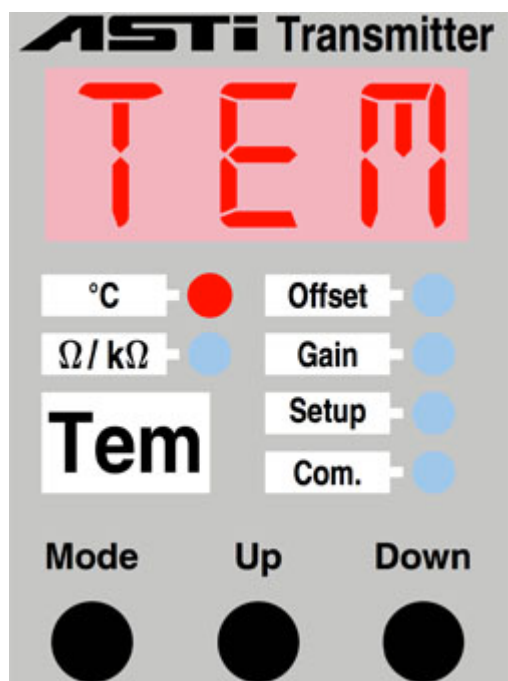 ASTi Transmitter
TEM
°C
Offset
Ω / kΩ
Gain
Tem
Setup
Com.
Mode Up Down